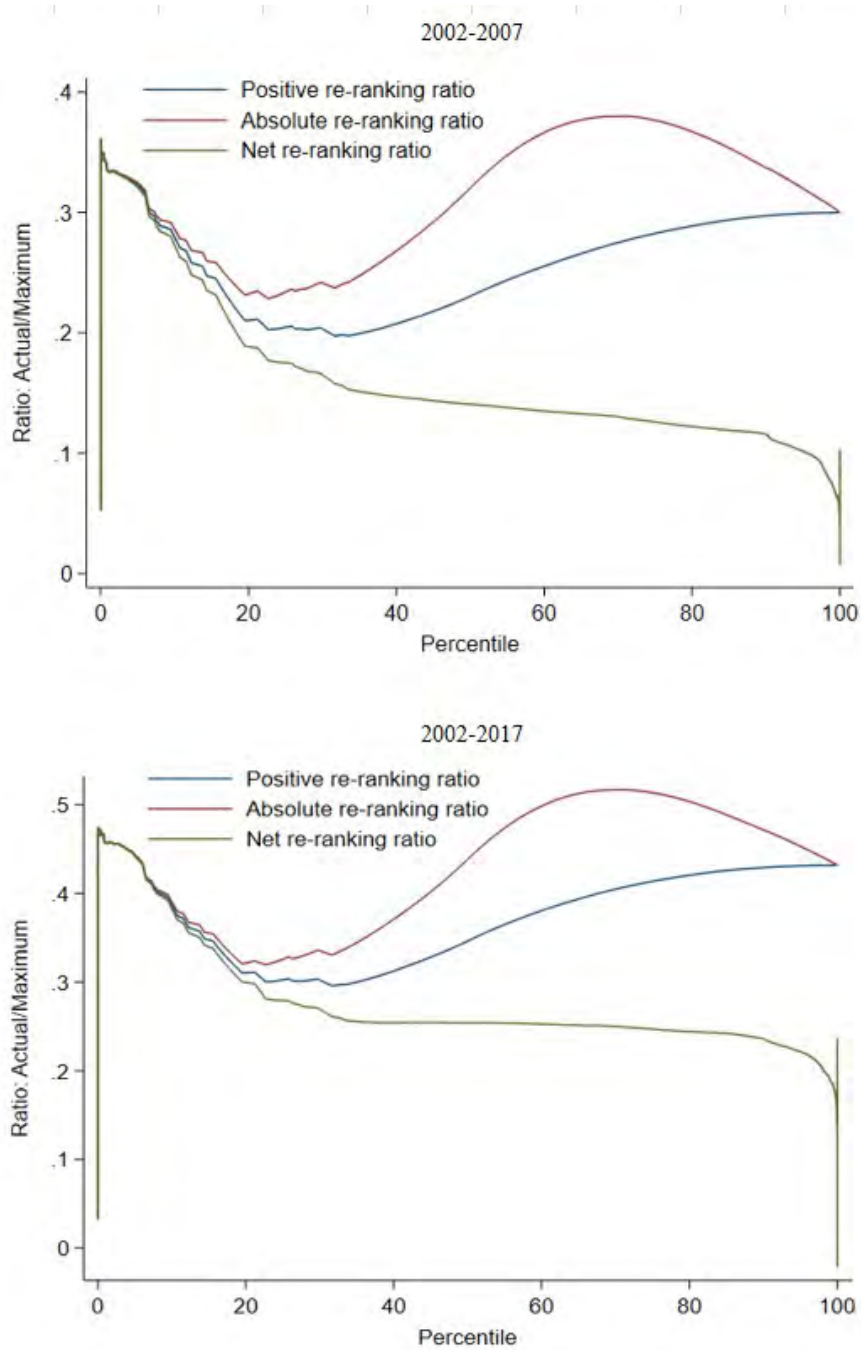 2002-2007
.4
Positive re-ranking ratio
Absolute re-ranking ratio
Net re-ranking ratio
.3
.2
.1
0
Ratio: Actual/Maximum
0 20 40 60 80 100
Percentile
2002-2017
Positive re-ranking ratio
.5
Absolute re-ranking ratio
Net re-ranking ratio
.4
.3
.2
.1
0
Ratio: Actual/Maximum
0 20 40 60 80 100
Percentile